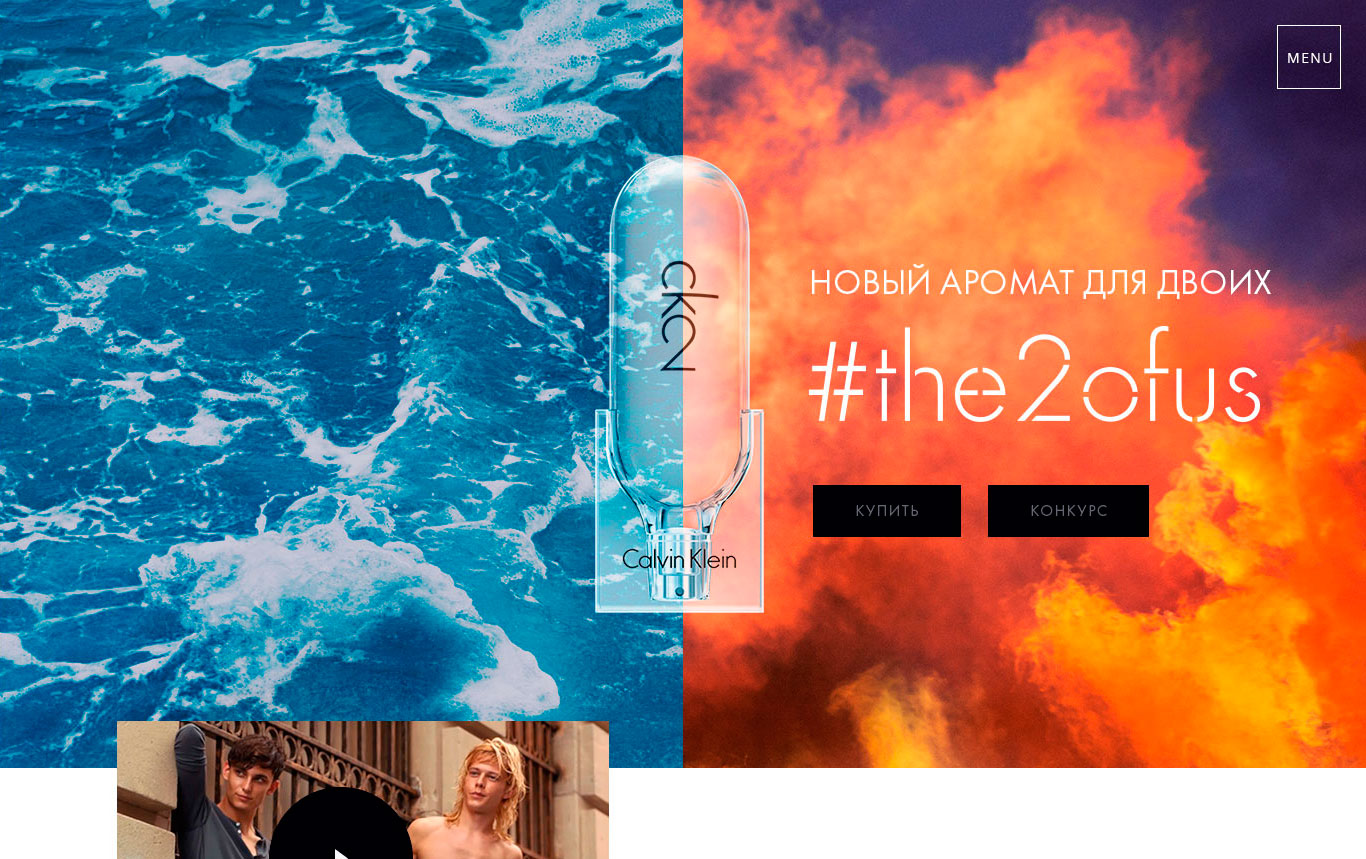 MENU
ck2
НОВЫЙ АРОМАТ ДЛЯ ДВОИХ
#the2ofus
КУПИТЬ
КОНКУРС
Calvin Klein